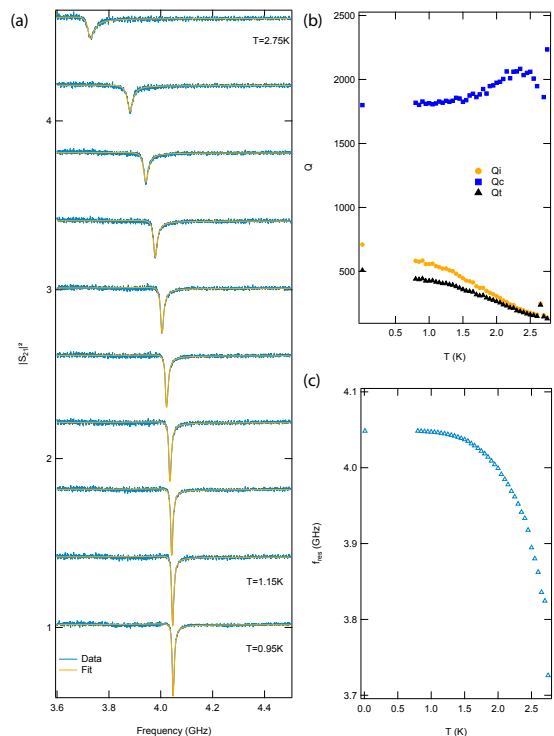 (a)
T=2.75K
4
3
2
1
|S₂₁|²
T=1.15K
T=0.95K
Data
Fit
3.6 3.8 4.0 4.2 4.4
Frequency (GHz)
(b)
2500
2000
1500
1000
500
Q
Qi
Qc
Qt
0.5 1.0 1.5 2.0 2.5
T (K)
(c)
4.1
4.0
3.9
3.8
3.7
f_res (GHz)
0.0 0.5 1.0 1.5 2.0 2.5
T (K)